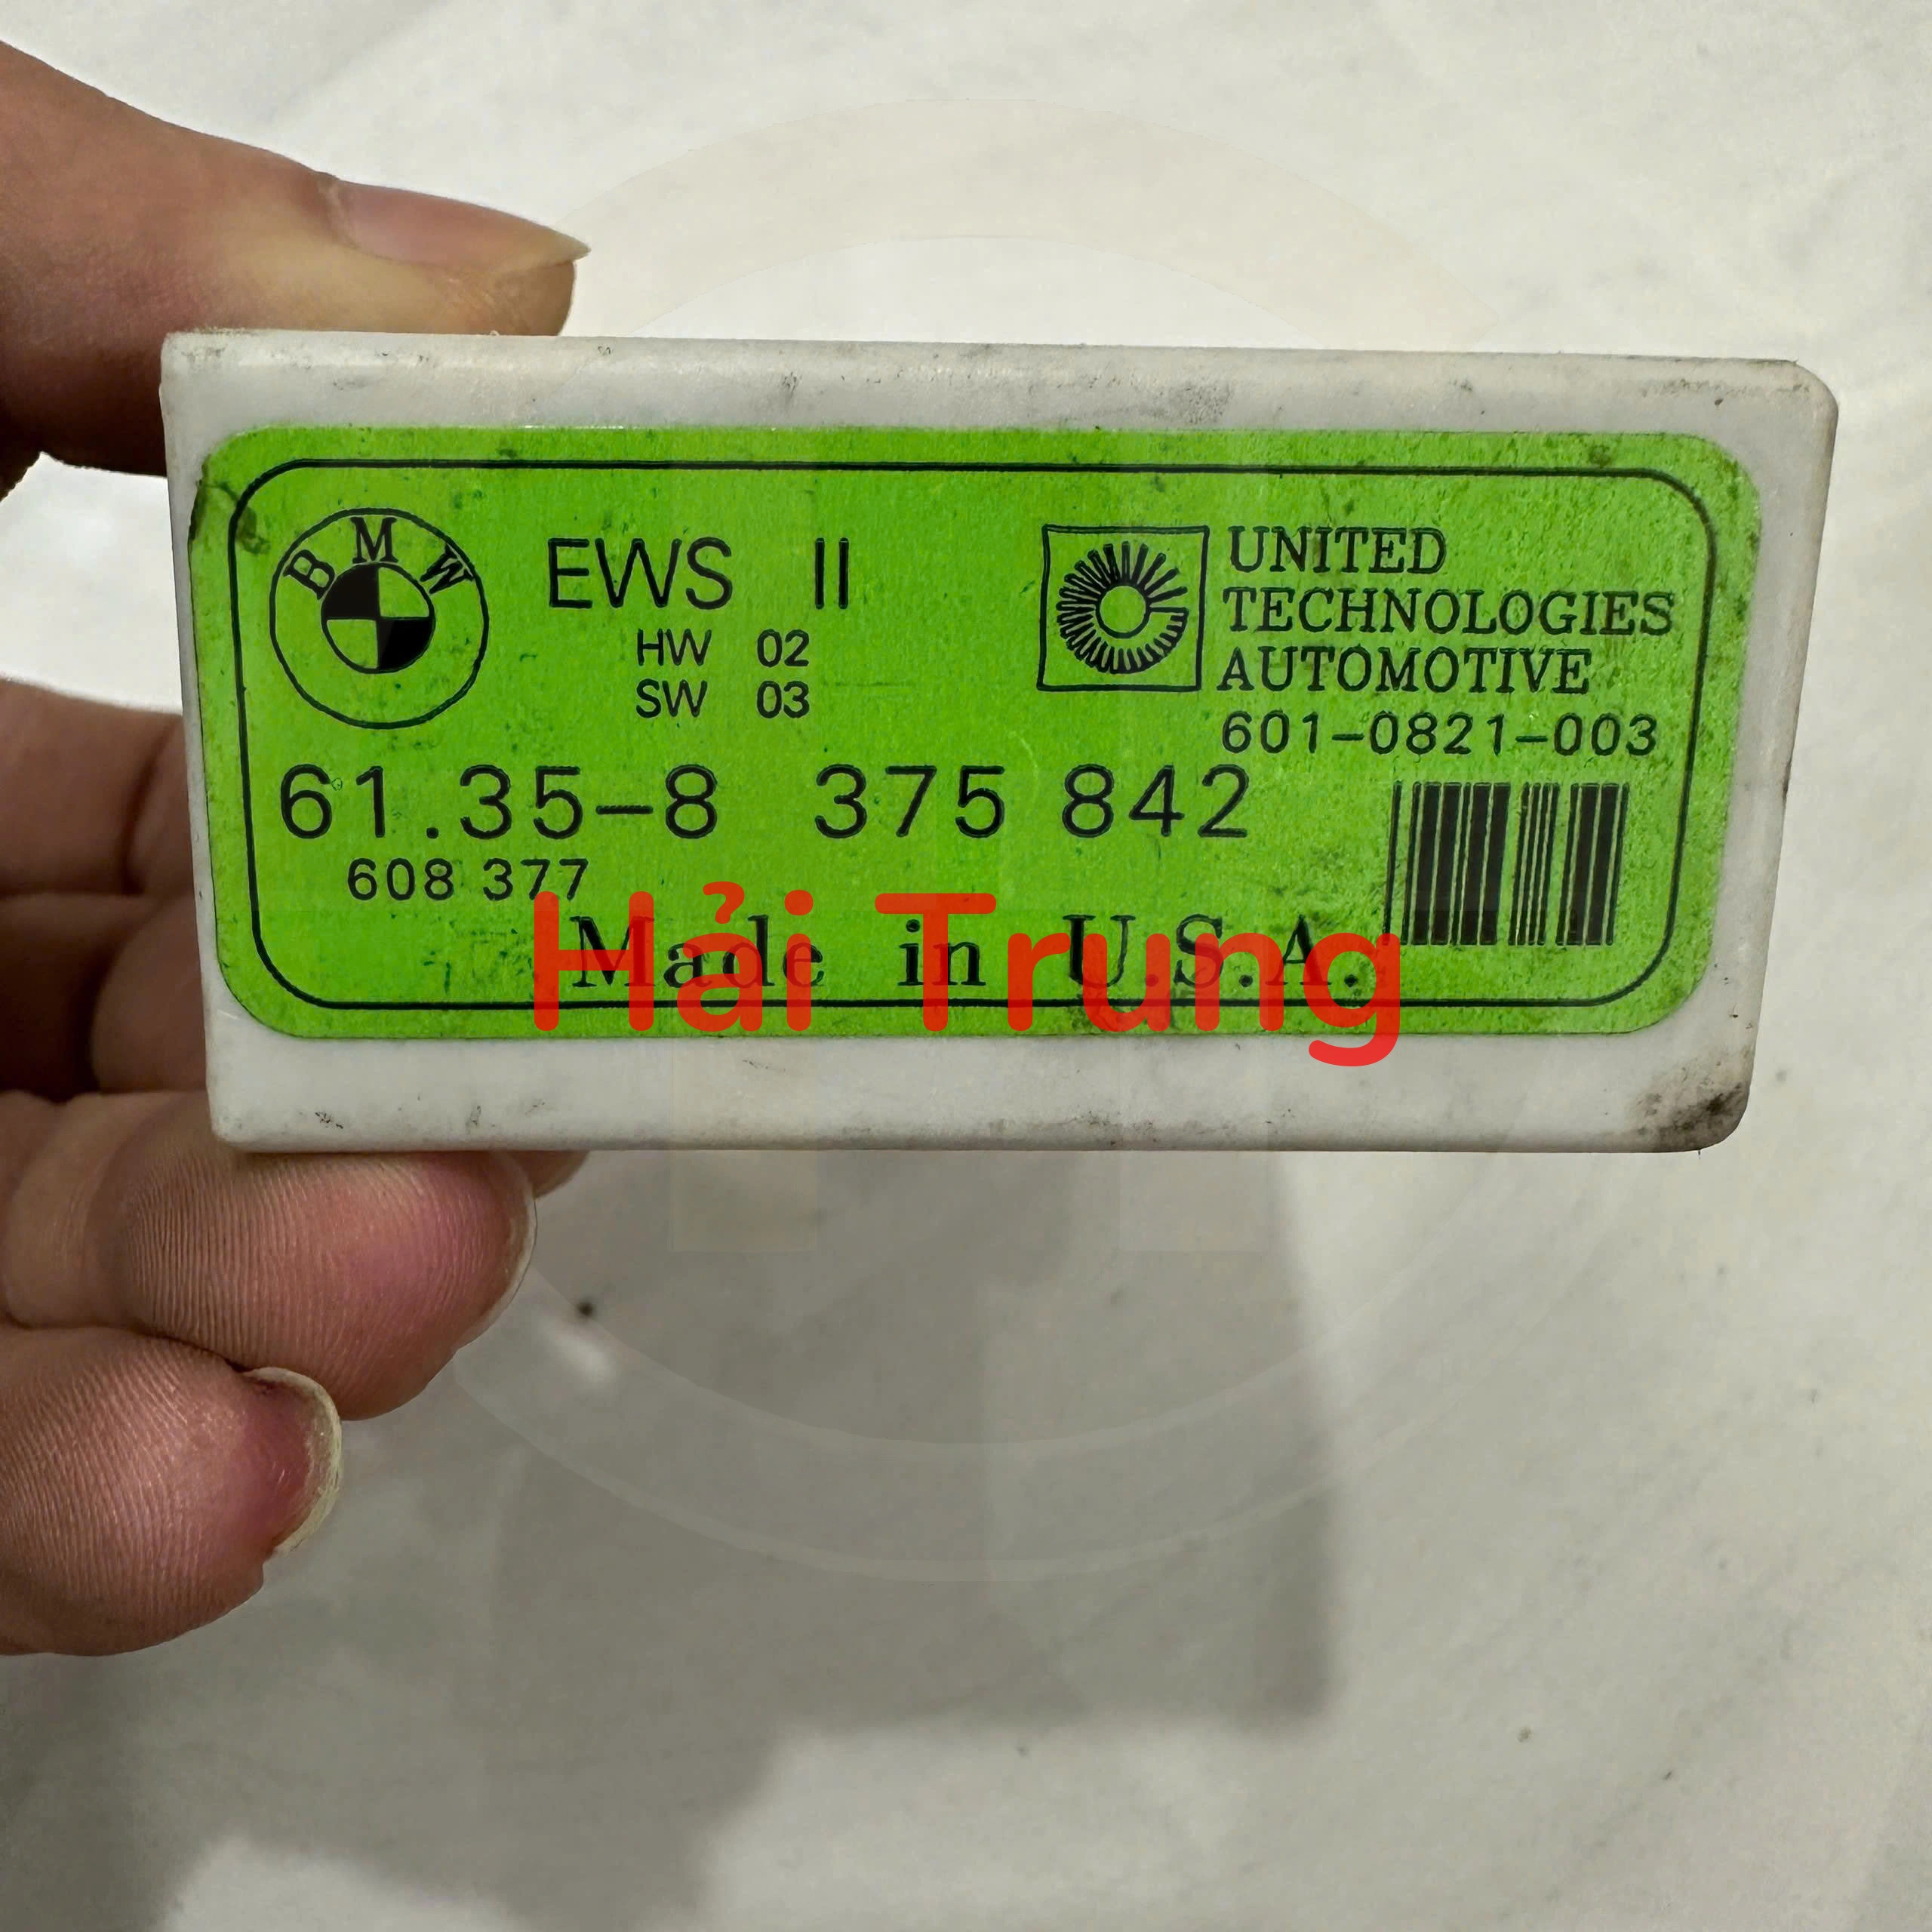 BMW
EWS II
HW 02
SW 03
UNITED
TECHNOLOGIES
AUTOMOTIVE
601-0821-003
61.35-8 375 842
608 377
Made in U.S.A.
Hải Trung